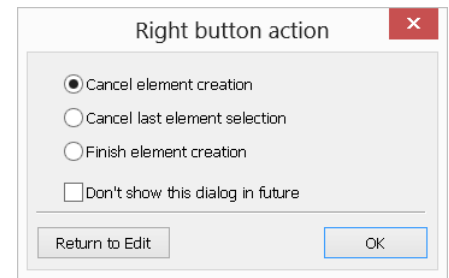 Right button action
Cancel element creation
Cancel last element selection
Finish element creation
Don't show this dialog in future
Return to Edit
OK